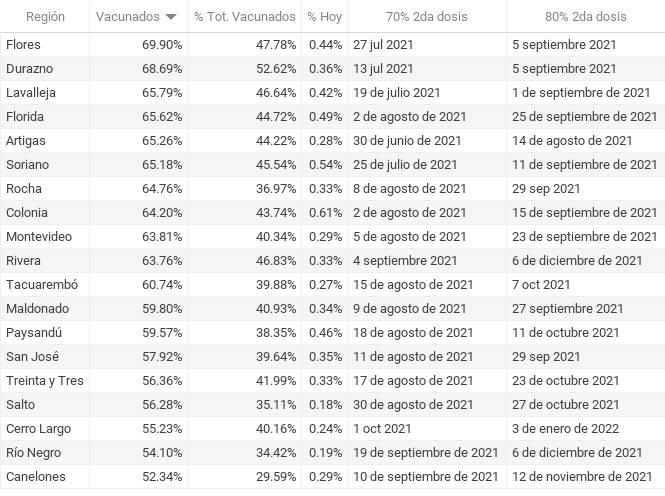 Región Vacunados % Tot. Vacunados % Hoy 70% 2da dosis 80% 2da dosis
Flores 69.90% 47.78% 0.44% 27 jul 2021 5 septiembre 2021
Durazno 68.69% 52.62% 0.36% 13 jul 2021 5 septiembre 2021
Lavalleja 65.79% 46.64% 0.42% 19 de julio 2021 1 de septiembre de 2021
Florida 65.62% 44.72% 0.49% 2 de agosto de 2021 25 de septiembre de 2021
Artigas 65.26% 44.22% 0.28% 30 de junio de 2021 14 de agosto de 2021
Soriano 65.18% 45.54% 0.54% 25 de julio de 2021 11 de septiembre de 2021
Rocha 64.76% 36.97% 0.33% 8 de agosto de 2021 29 sep 2021
Colonia 64.20% 43.74% 0.61% 2 de agosto de 2021 15 de septiembre de 2021
Montevideo 63.81% 40.34% 0.29% 5 de agosto de 2021 23 de septiembre de 2021
Rivera 63.76% 46.83% 0.33% 4 septiembre 2021 6 de diciembre de 2021
Tacuarembó 60.74% 39.88% 0.27% 15 de agosto de 2021 7 oct 2021
Maldonado 59.80% 40.93% 0.34% 9 de agosto de 2021 27 septiembre 2021
Paysandú 59.57% 38.35% 0.46% 18 de agosto de 2021 11 de octubre 2021
San José 57.92% 39.64% 0.35% 11 de agosto de 2021 29 sep 2021
Treinta y Tres 56.36% 41.99% 0.33% 17 de agosto de 2021 23 de octubre 2021
Salto 56.28% 35.11% 0.18% 30 de agosto de 2021 27 de octubre 2021
Cerro Largo 55.23% 40.16% 0.24% 1 oct 2021 3 de enero de 2022
Río Negro 54.10% 34.42% 0.19% 19 de septiembre de 2021 6 de diciembre de 2021
Canelones 52.34% 29.59% 0.29% 10 de septiembre de 2021 12 de noviembre de 2021